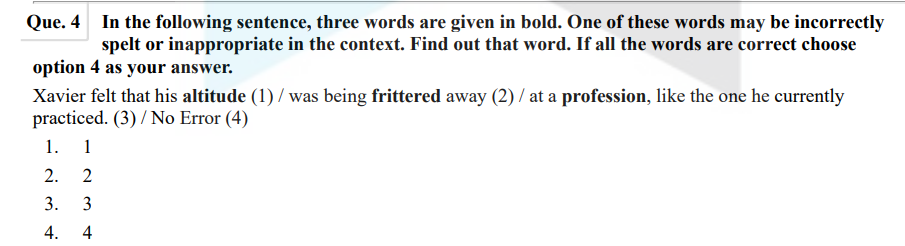 Que. 4 In the following sentence, three words are given in bold. One of these words may be incorrectly
spelt or inappropriate in the context. Find out that word. If all the words are correct choose
option 4 as your answer.
Xavier felt that his altitude (1) / was being frittered away (2) / at a profession, like the one he currently
practiced. (3) / No Error (4)
1. 1
2. 2
3. 3
4. 4